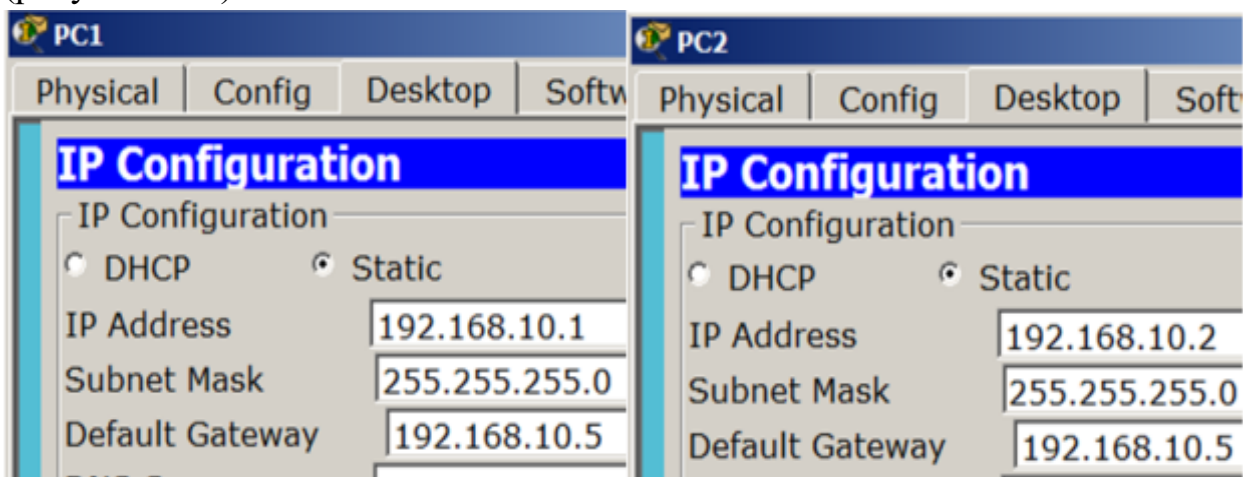 PC1
Physical Config Desktop Softw
IP Configuration
IP Configuration
DHCP Static
IP Address 192.168.10.1
Subnet Mask 255.255.255.0
Default Gateway 192.168.10.5
PC2
Physical Config Desktop Soft
IP Configuration
IP Configuration
DHCP Static
IP Address 192.168.10.2
Subnet Mask 255.255.255.0
Default Gateway 192.168.10.5